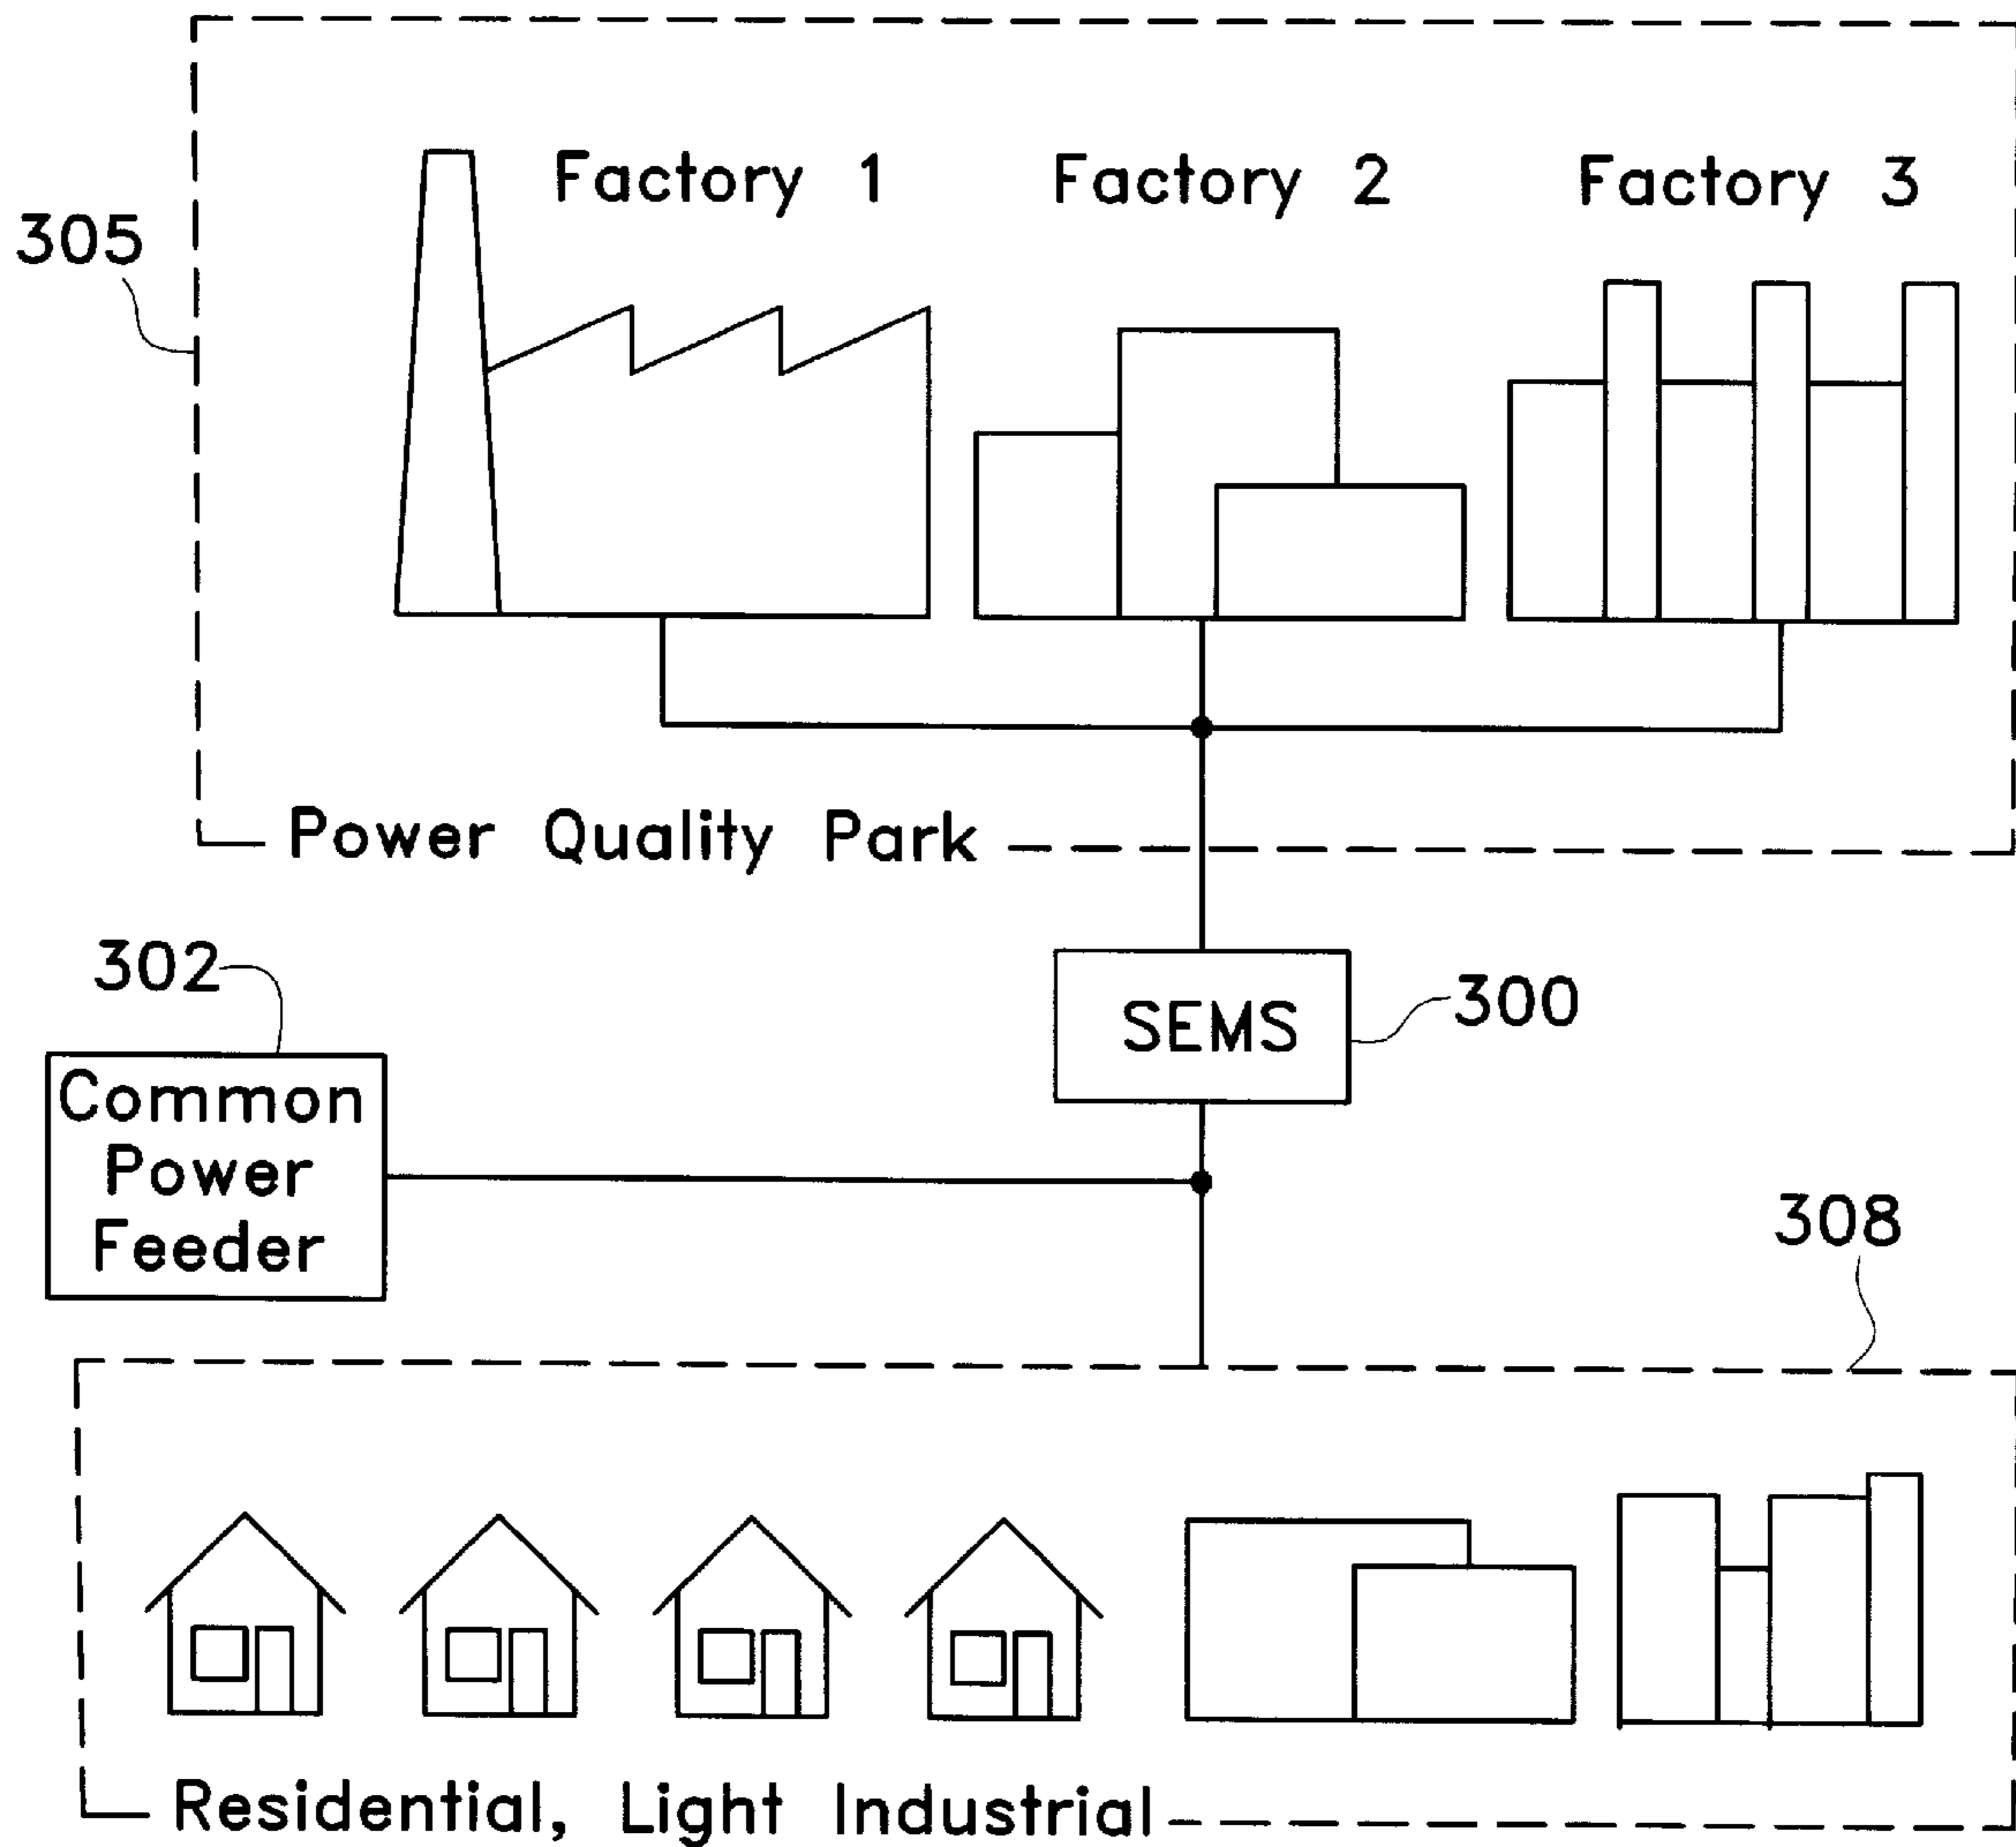 Factory 1
Factory 2
Factory 3
305
Power Quality Park
302
SEMS
300
Common
Power
Feeder
308
Residential, Light Industrial